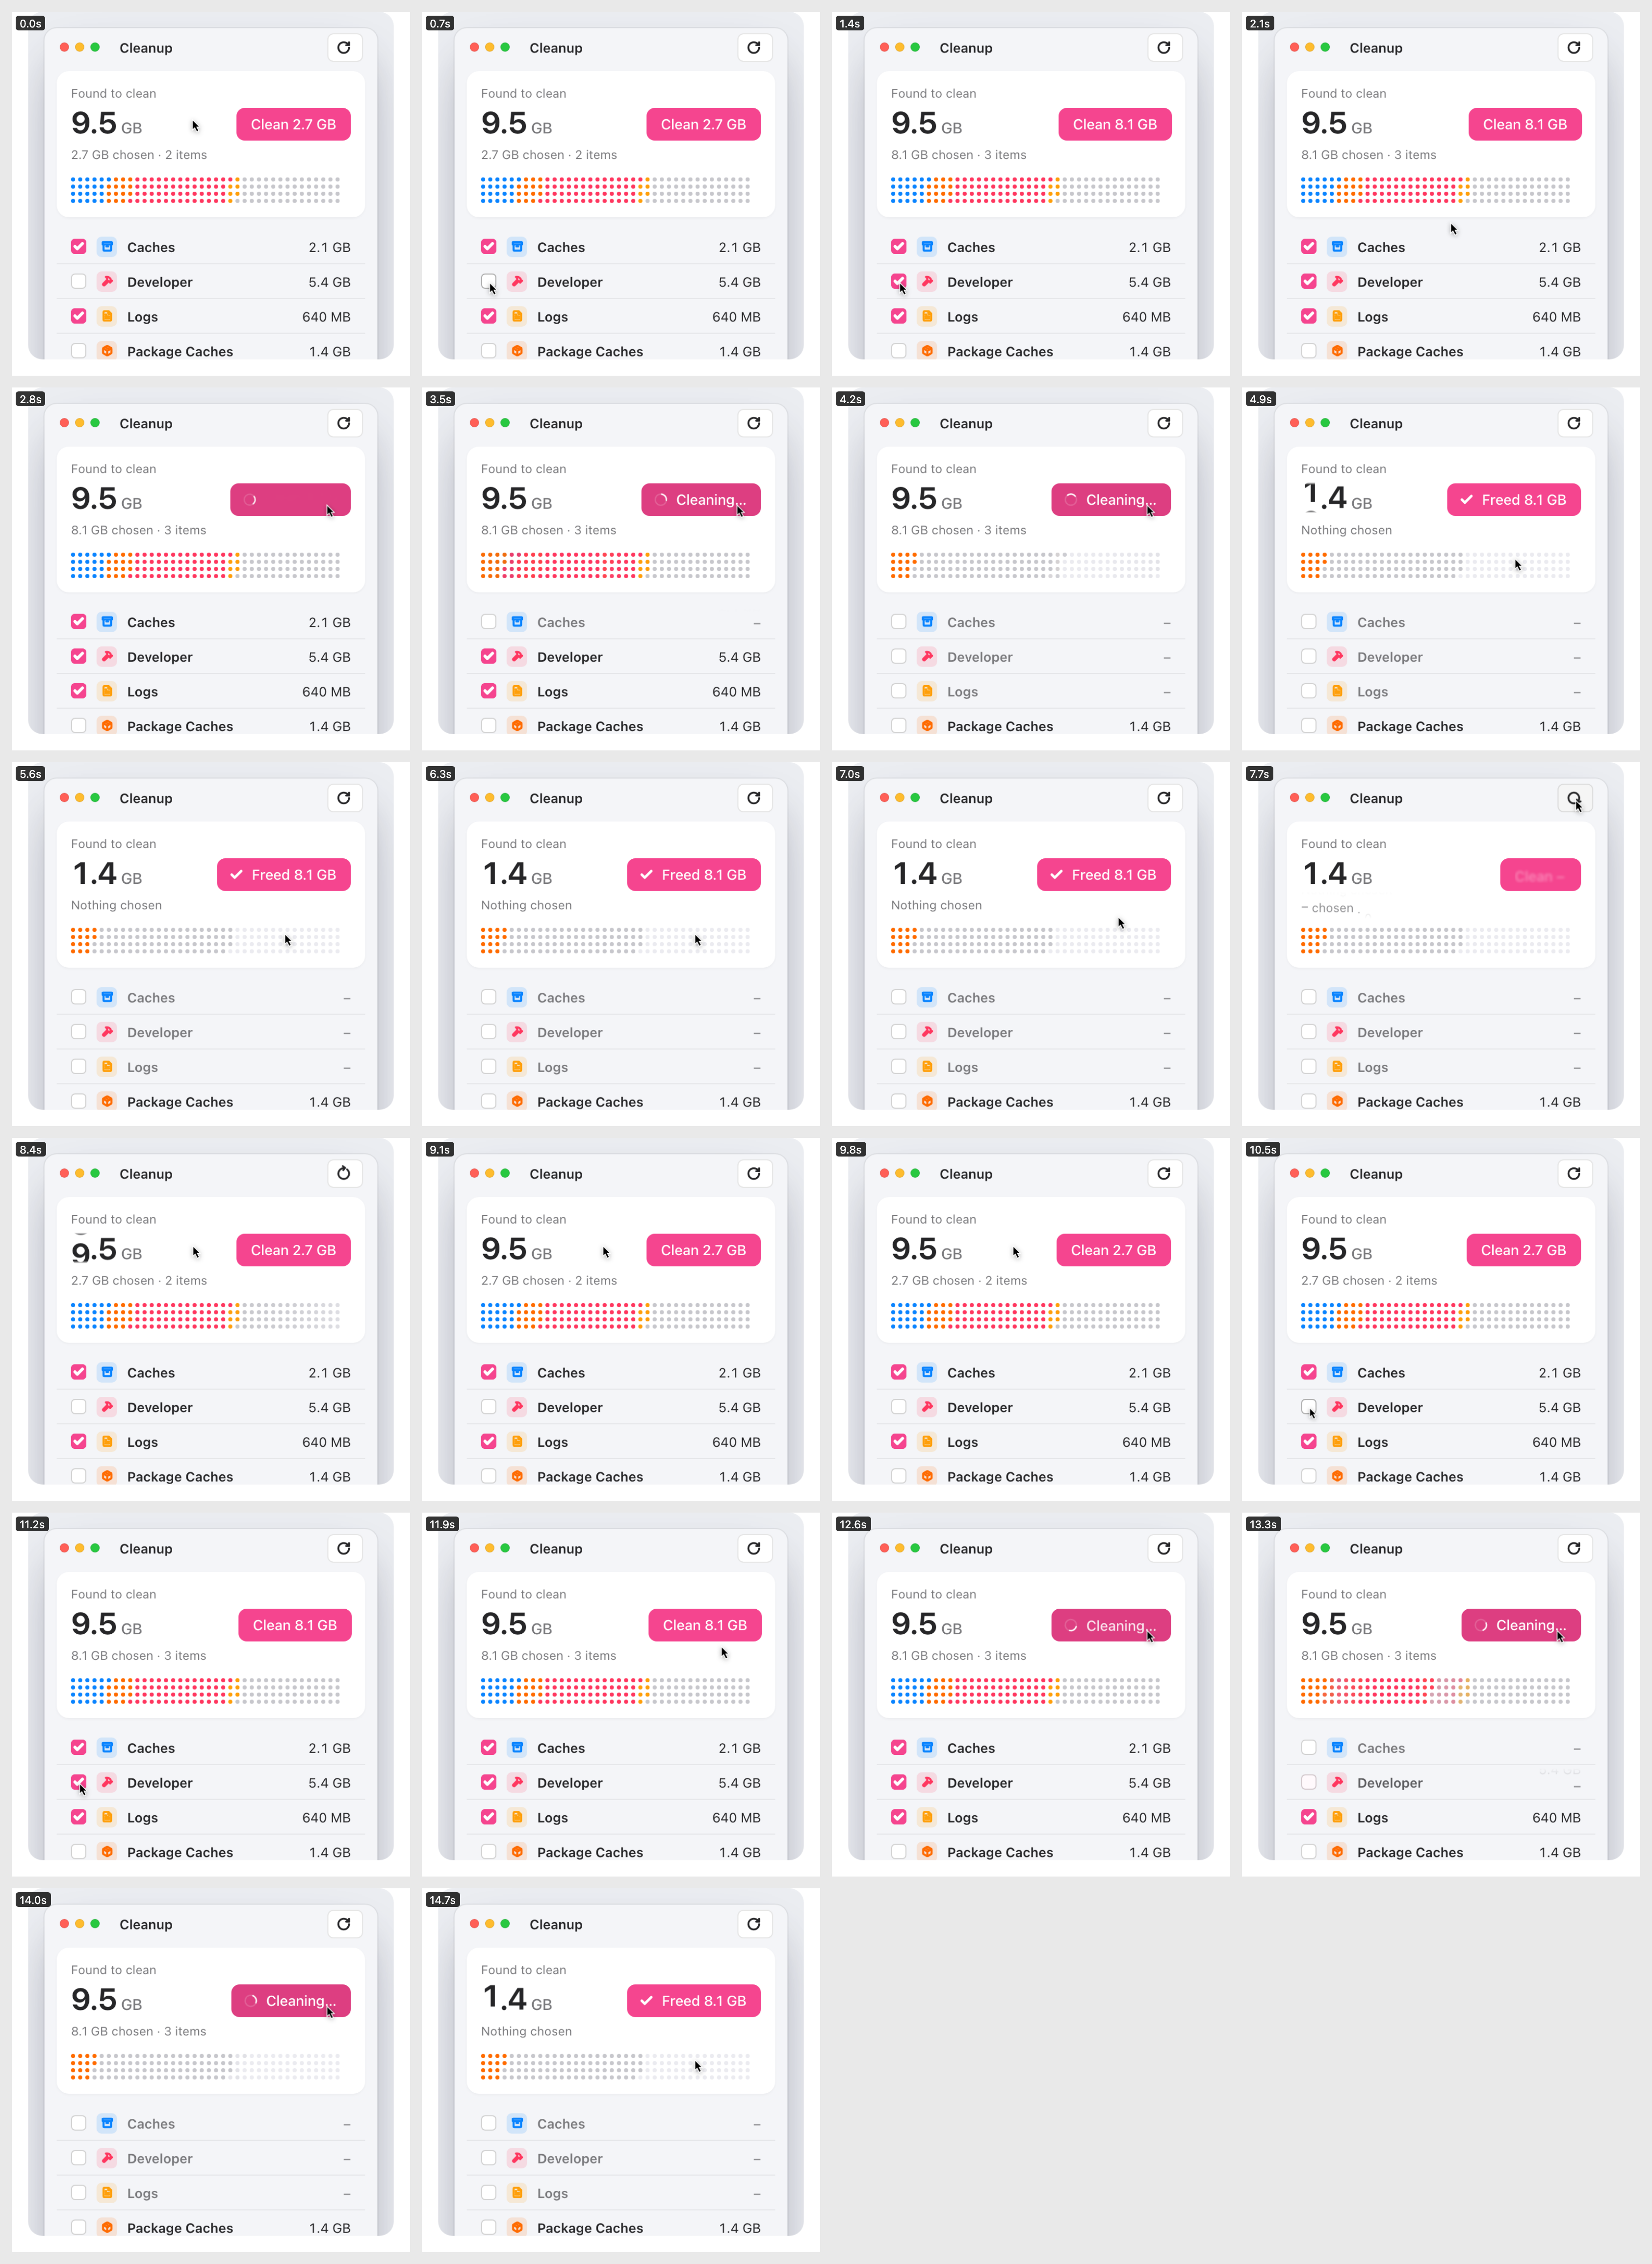 0.0s
Cleanup
Found to clean
9.5 GB
Clean 2.7 GB
2.7 GB chosen · 2 items
Caches 2.1 GB
Developer 5.4 GB
Logs 640 MB
Package Caches 1.4 GB
0.7s
Cleanup
Found to clean
9.5 GB
Clean 2.7 GB
2.7 GB chosen · 2 items
Caches 2.1 GB
Developer 5.4 GB
Logs 640 MB
Package Caches 1.4 GB
1.4s
Cleanup
Found to clean
9.5 GB
Clean 8.1 GB
8.1 GB chosen · 3 items
Caches 2.1 GB
Developer 5.4 GB
Logs 640 MB
Package Caches 1.4 GB
2.1s
Cleanup
Found to clean
9.5 GB
Clean 8.1 GB
8.1 GB chosen · 3 items
Caches 2.1 GB
Developer 5.4 GB
Logs 640 MB
Package Caches 1.4 GB
2.8s
Cleanup
Found to clean
9.5 GB
8.1 GB chosen · 3 items
Caches 2.1 GB
Developer 5.4 GB
Logs 640 MB
Package Caches 1.4 GB
3.5s
Cleanup
Found to clean
9.5 GB
Cleaning...
8.1 GB chosen · 3 items
Caches –
Developer 5.4 GB
Logs 640 MB
Package Caches 1.4 GB
4.2s
Cleanup
Found to clean
9.5 GB
Cleaning...
8.1 GB chosen · 3 items
Caches –
Developer –
Logs –
Package Caches 1.4 GB
4.9s
Cleanup
Found to clean
1.4 GB
Freed 8.1 GB
Nothing chosen
Caches –
Developer –
Logs –
Package Caches 1.4 GB
5.6s
Cleanup
Found to clean
1.4 GB
Freed 8.1 GB
Nothing chosen
Caches –
Developer –
Logs –
Package Caches 1.4 GB
6.3s
Cleanup
Found to clean
1.4 GB
Freed 8.1 GB
Nothing chosen
Caches –
Developer –
Logs –
Package Caches 1.4 GB
7.0s
Cleanup
Found to clean
1.4 GB
Freed 8.1 GB
Nothing chosen
Caches –
Developer –
Logs –
Package Caches 1.4 GB
7.7s
Cleanup
Found to clean
1.4 GB
Clean –
– chosen
Caches –
Developer –
Logs –
Package Caches 1.4 GB
8.4s
Cleanup
Found to clean
9.5 GB
Clean 2.7 GB
2.7 GB chosen · 2 items
Caches 2.1 GB
Developer 5.4 GB
Logs 640 MB
Package Caches 1.4 GB
9.1s
Cleanup
Found to clean
9.5 GB
Clean 2.7 GB
2.7 GB chosen · 2 items
Caches 2.1 GB
Developer 5.4 GB
Logs 640 MB
Package Caches 1.4 GB
9.8s
Cleanup
Found to clean
9.5 GB
Clean 2.7 GB
2.7 GB chosen · 2 items
Caches 2.1 GB
Developer 5.4 GB
Logs 640 MB
Package Caches 1.4 GB
10.5s
Cleanup
Found to clean
9.5 GB
Clean 2.7 GB
2.7 GB chosen · 2 items
Caches 2.1 GB
Developer 5.4 GB
Logs 640 MB
Package Caches 1.4 GB
11.2s
Cleanup
Found to clean
9.5 GB
Clean 8.1 GB
8.1 GB chosen · 3 items
Caches 2.1 GB
Developer 5.4 GB
Logs 640 MB
Package Caches 1.4 GB
11.9s
Cleanup
Found to clean
9.5 GB
Clean 8.1 GB
8.1 GB chosen · 3 items
Caches 2.1 GB
Developer 5.4 GB
Logs 640 MB
Package Caches 1.4 GB
12.6s
Cleanup
Found to clean
9.5 GB
Cleaning...
8.1 GB chosen · 3 items
Caches 2.1 GB
Developer 5.4 GB
Logs 640 MB
Package Caches 1.4 GB
13.3s
Cleanup
Found to clean
9.5 GB
Cleaning...
8.1 GB chosen · 3 items
Caches –
Developer –
Logs 640 MB
Package Caches 1.4 GB
14.0s
Cleanup
Found to clean
9.5 GB
Cleaning...
8.1 GB chosen · 3 items
Caches –
Developer –
Logs –
Package Caches 1.4 GB
14.7s
Cleanup
Found to clean
1.4 GB
Freed 8.1 GB
Nothing chosen
Caches –
Developer –
Logs –
Package Caches 1.4 GB